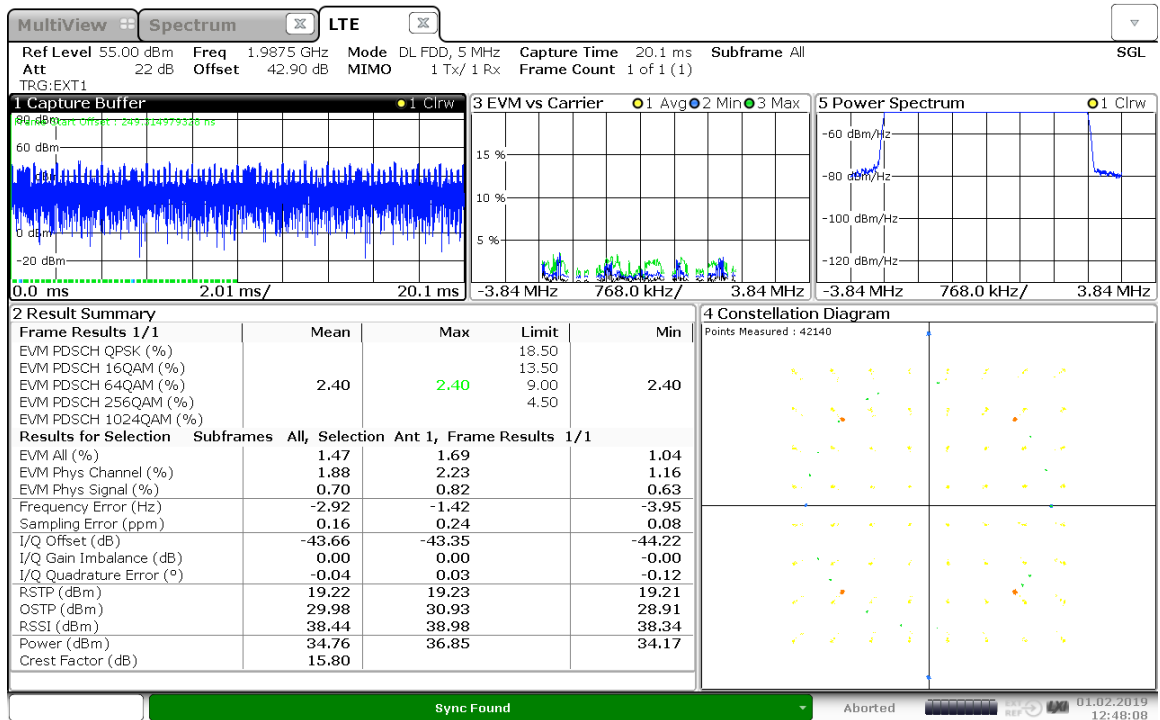 MultiView Spectrum LTE
Ref Level 55.00 dBm Freq 1.9875 GHz Mode DL FDD, 5 MHz Capture Time 20.1 ms Subframe All SGL
Att 22 dB Offset 42.90 dB MIMO 1 Tx/ 1 Rx Frame Count 1 of 1 (1)
TRG:EXT1
1 Capture Buffer 1 Clrw
80 dBm
Frame Start Offset : 249.314979328 ns
60 dBm
0 dBm
-20 dBm
0.0 ms 2.01 ms/ 20.1 ms
3 EVM vs Carrier 1 Avg 2 Min 3 Max
15 %
10 %
5 %
-3.84 MHz 768.0 kHz/ 3.84 MHz
5 Power Spectrum 1 Clrw
-60 dBm/Hz
-80 dBm/Hz
-100 dBm/Hz
-120 dBm/Hz
-3.84 MHz 768.0 kHz/ 3.84 MHz
2 Result Summary
Frame Results 1/1 Mean Max Limit Min
EVM PDSCH QPSK (%) 18.50
EVM PDSCH 16QAM (%) 13.50
EVM PDSCH 64QAM (%) 2.40 2.40 9.00 2.40
EVM PDSCH 256QAM (%) 4.50
EVM PDSCH 1024QAM (%)
Results for Selection Subframes All, Selection Ant 1, Frame Results 1/1
EVM All (%) 1.47 1.69 1.04
EVM Phys Channel (%) 1.88 2.23 1.16
EVM Phys Signal (%) 0.70 0.82 0.63
Frequency Error (Hz) -2.92 -1.42 -3.95
Sampling Error (ppm) 0.16 0.24 0.08
I/Q Offset (dB) -43.66 -43.35 -44.22
I/Q Gain Imbalance (dB) 0.00 0.00 -0.00
I/Q Quadrature Error (°) -0.04 0.03 -0.12
RSTP (dBm) 19.22 19.23 19.21
OSTP (dBm) 29.98 30.93 28.91
RSSI (dBm) 38.44 38.98 38.34
Power (dBm) 34.76 36.85 34.17
Crest Factor (dB) 15.80
4 Constellation Diagram
Points Measured : 42140
Sync Found
Aborted
EXT REF
LXI
01.02.2019
12:48:08